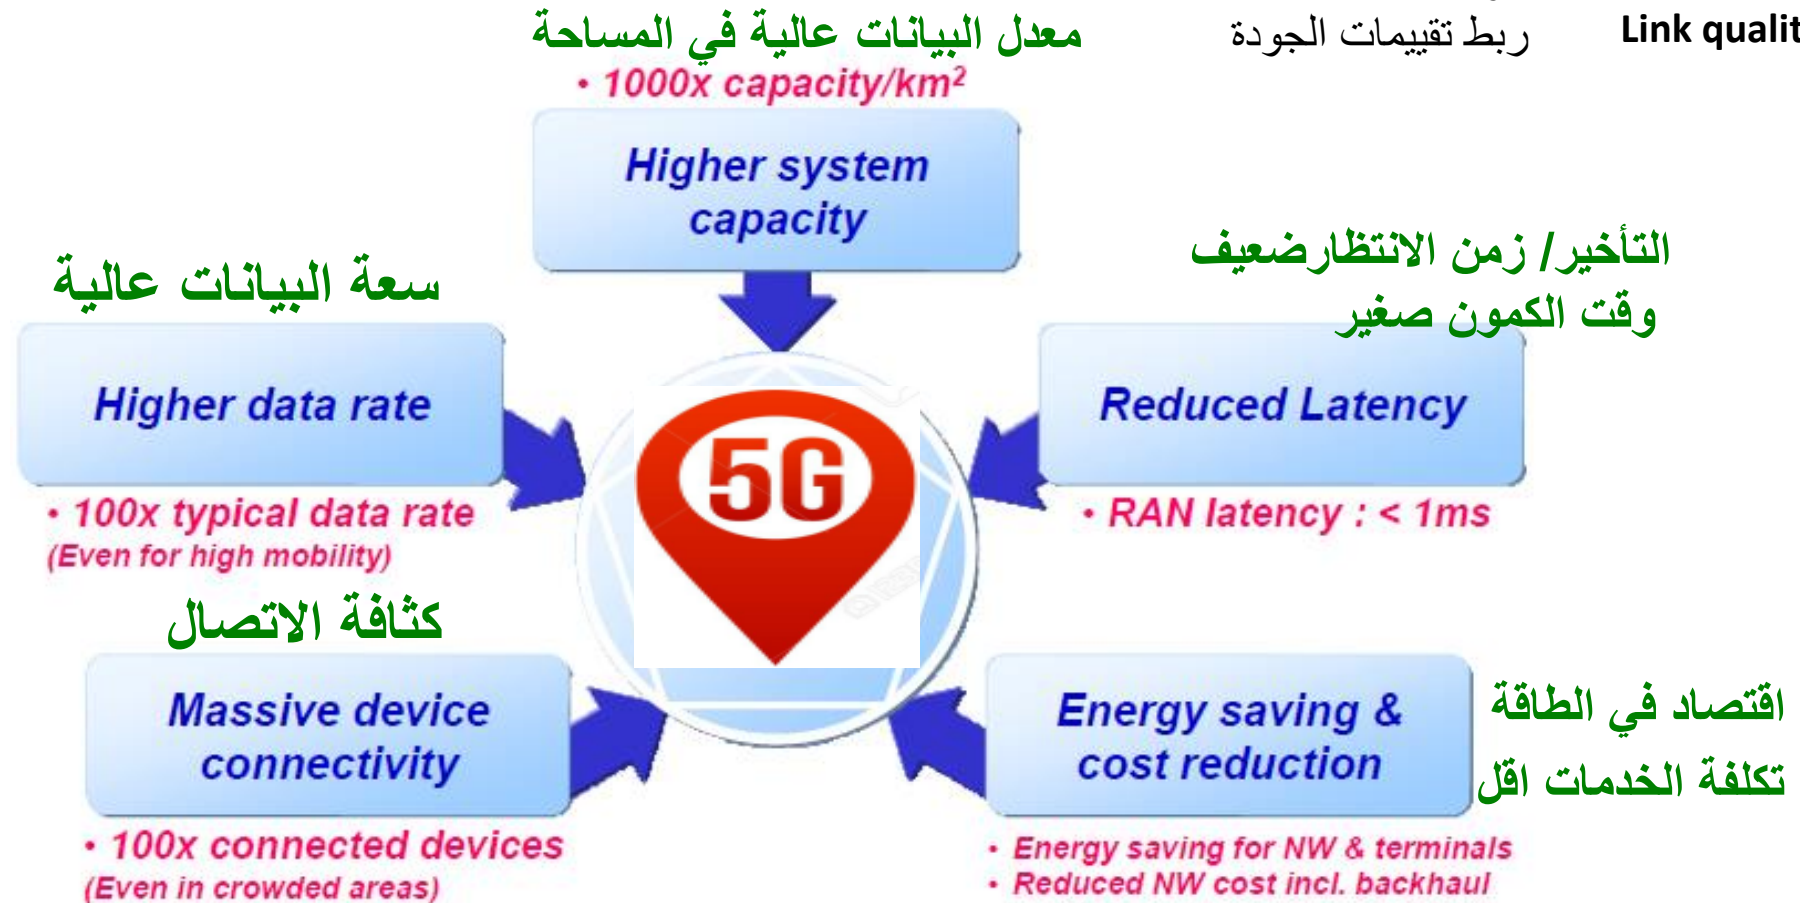 معدل البيانات عالية في المساحة
ربط تقييمات الجودة
Link qualit
• 1000x capacity/km²
Higher system
capacity
سعة البيانات عالية
التأخير/ زمن الانتظارضعيف
وقت الكمون صغير
Higher data rate
Reduced Latency
5G
• 100x typical data rate
(Even for high mobility)
• RAN latency : < 1ms
كثافة الاتصال
Massive device
connectivity
Energy saving &
cost reduction
اقتصاد في الطاقة
تكلفة الخدمات اقل
• 100x connected devices
(Even in crowded areas)
• Energy saving for NW & terminals
• Reduced NW cost incl. backhaul